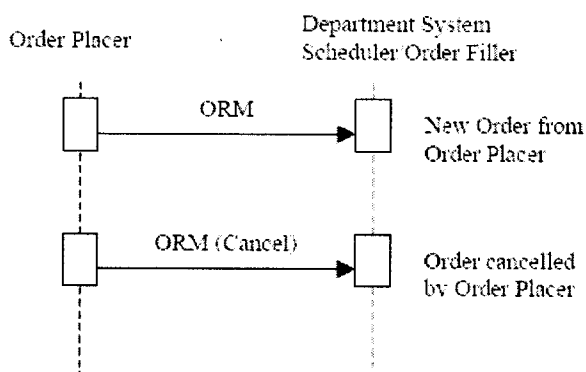 Order Placer
Department System
Scheduler/Order Filler
ORM
New Order from
Order Placer
ORM (Cancel)
Order cancelled
by Order Placer